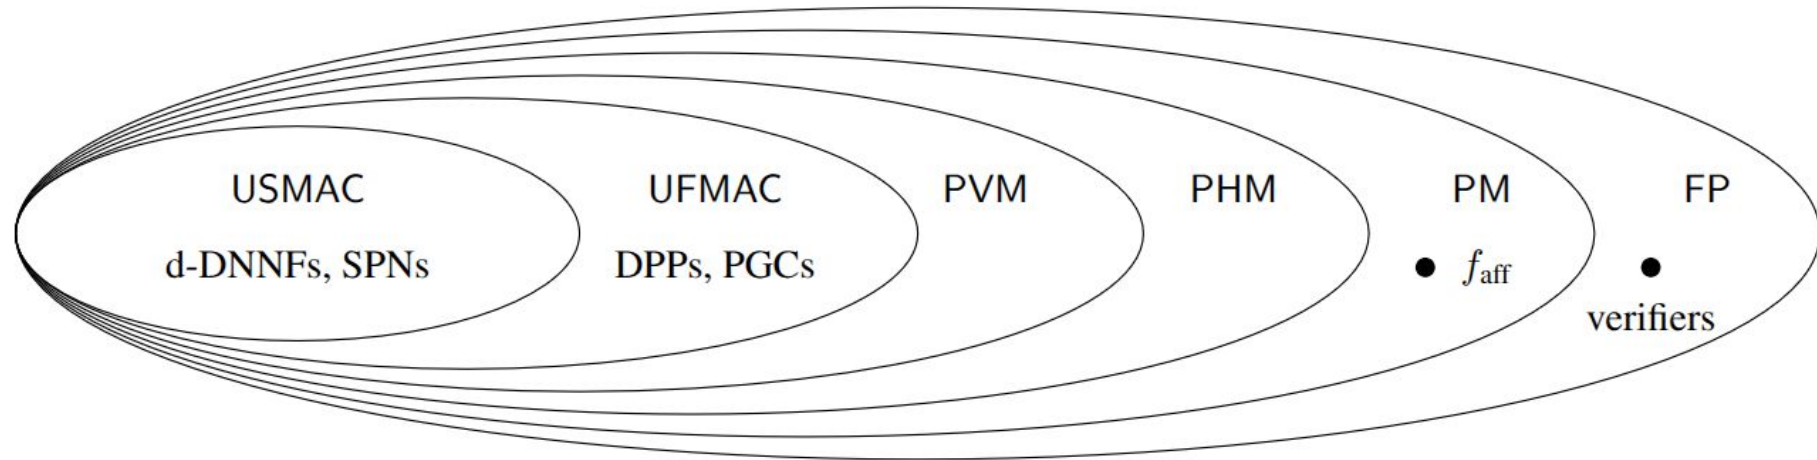 USMAC UFMAC PVM PHM PM FP
d-DNNFs, SPNs DPPs, PGCs f_aff
verifiers